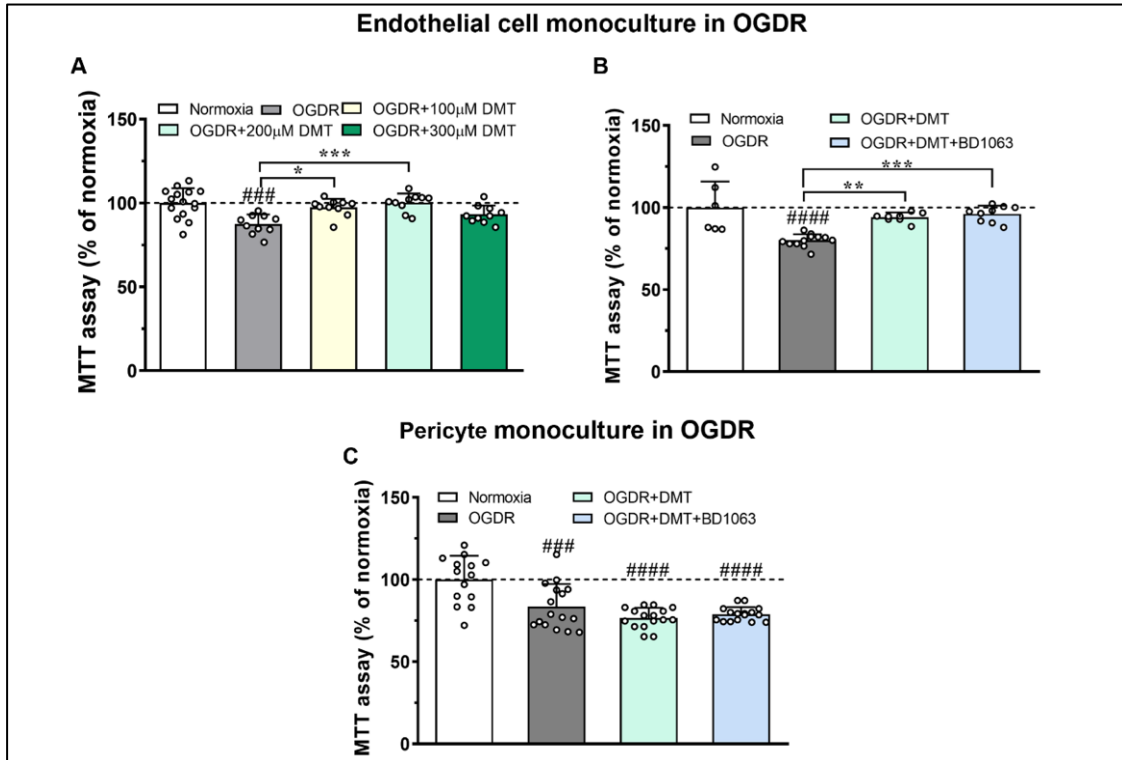 Endothelial cell monoculture in OGDR
A
Normoxia OGDR OGDR+100µM DMT
OGDR+200µM DMT OGDR+300µM DMT
MTT assay (% of normoxia)
150
100
50
0
###
*
***
B
Normoxia OGDR+DMT
OGDR OGDR+DMT+BD1063
MTT assay (% of normoxia)
150
100
50
0
####
**
***
Pericyte monoculture in OGDR
C
Normoxia OGDR+DMT
OGDR OGDR+DMT+BD1063
MTT assay (% of normoxia)
150
100
50
0
###
####
####